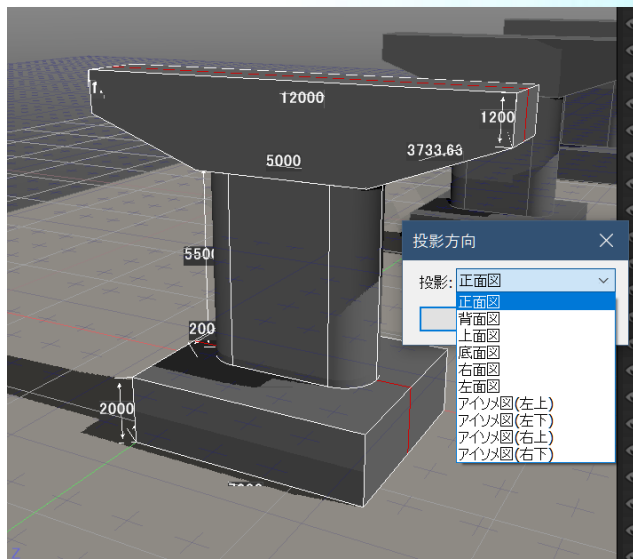 12000
1200
3733.63
5000
投影方向
5500
投影: 正面図
正面図
背面図
上面図
底面図
右面図
左面図
アイソメ図(左上)
アイソメ図(左下)
アイソメ図(右上)
アイソメ図(右下)
200
2000
Z